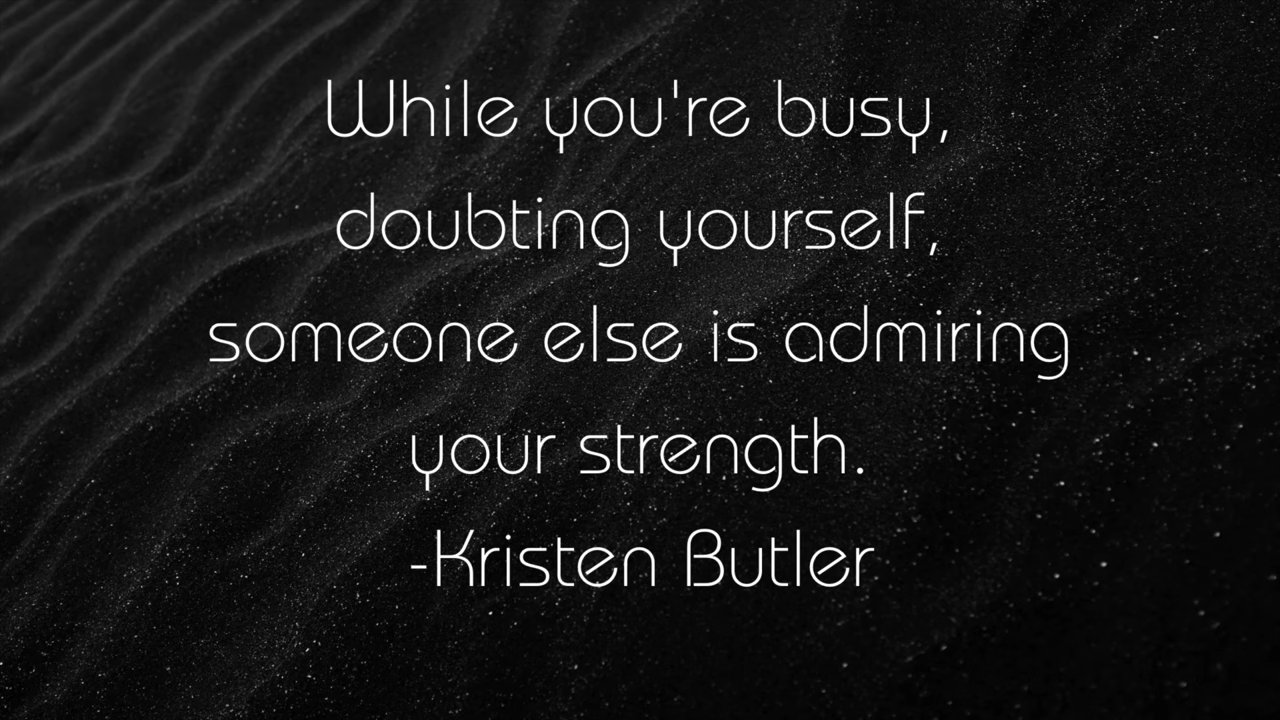 While you're busy,
doubting yourself,
someone else is admiring
your strength.
-Kristen Butler